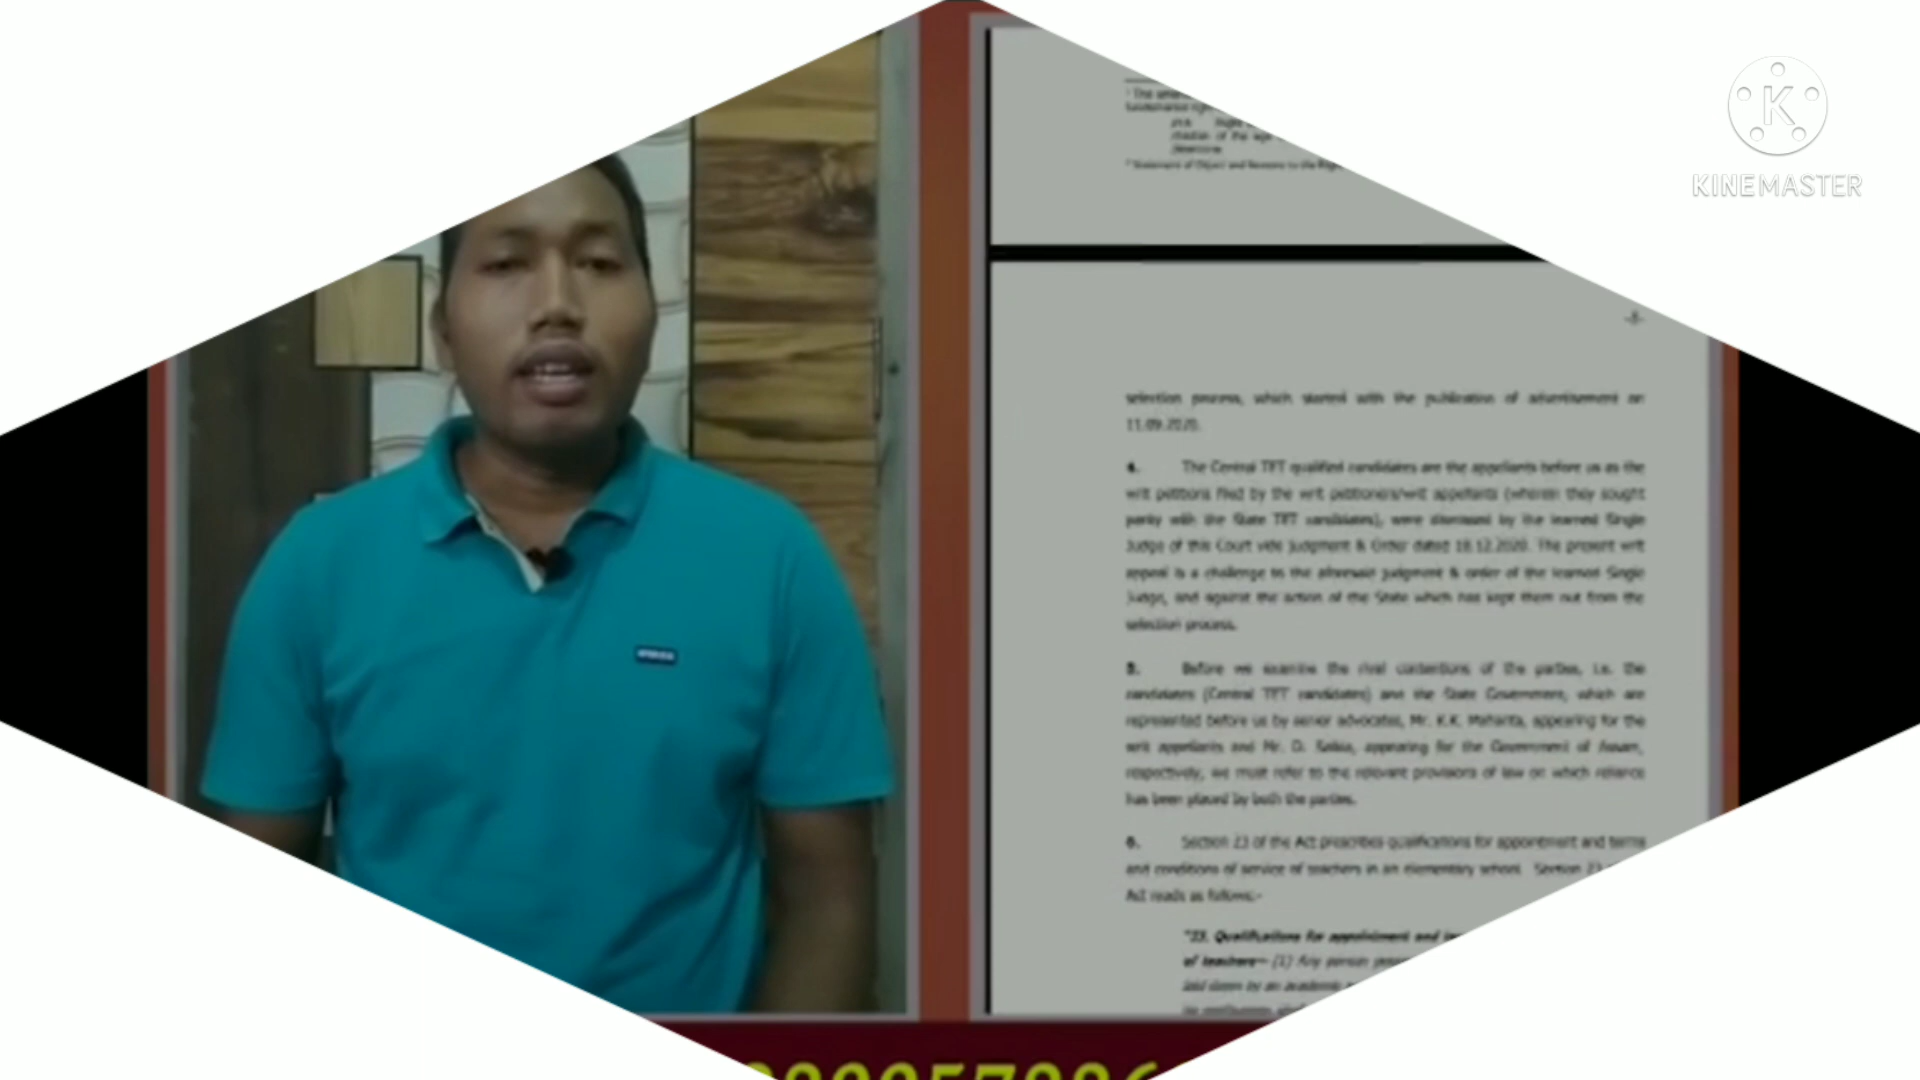 KINEMASTER
selection process, which started with the publication of advertisement on
11.09.2020.
4. The Central TET qualified candidates are the appellants before us as the
writ petitions filed by the writ petitioners/writ appellants (wherein they sought
parity with the State TET candidates), were dismissed by the learned Single
Judge of this Court vide Judgment & Order dated 18.12.2020. The present writ
appeal is a challenge to the aforesaid judgment & order of the learned Single
Judge, and against the action of the State which has kept them out from the
selection process.
5. Before we examine the rival contentions of the parties, i.e. the
candidates (Central TET candidates) and the State Government, which are
represented before us by senior advocates, Mr. K.K. Mahanta, appearing for the
writ appellants and Mr. D. Saikia, appearing for the Government of Assam,
respectively, we must refer to the relevant provisions of law on which reliance
has been placed by both the parties.
6. Section 23 of the Act prescribes qualifications for appointment and terms
and conditions of service of teachers in an elementary school. Section 23
Act reads as follows:-
"23. Qualifications for appointment and
of teachers— (1) Any person
laid down by an academic